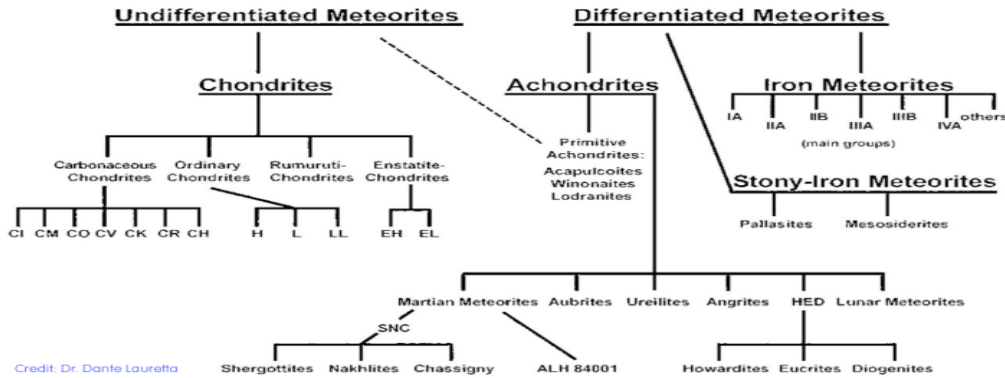 Undifferentiated Meteorites
Differentiated Meteorites
Chondrites
Achondrites
Iron Meteorites
IA
IIA
IIB
IIIA
IIIB
IVA
others
(main groups)
Carbonaceous
Chondrites
Ordinary
Chondrites
Rumuruti-
Chondrites
Enstatite-
Chondrites
Primitive
Achondrites:
Acapulcoites
Winonaites
Lodranites
Stony-Iron Meteorites
Pallasites
Mesosiderites
CI CM CO CV CK CR CH
H L LL
EH EL
Martian Meteorites Aubrites Ureilites Angrites HED Lunar Meteorites
SNC
Shergottites Nakhlites Chassigny
ALH 84001
Howardites Eucrites Diogenites
Credit: Dr. Dante Lauretta